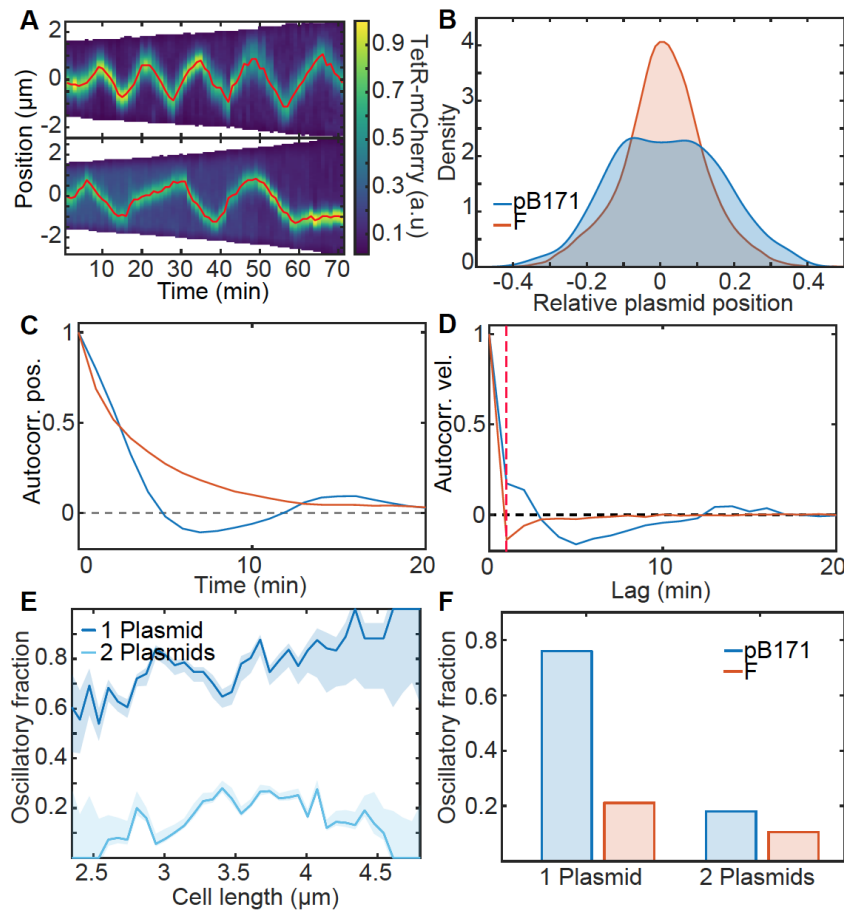 A
2
0
-2
2
0
-2
Position (µm)
10 20 30 40 50 60 70
Time (min)
0.9
0.7
0.5
0.3
0.1
TetR-mCherry (a.u)
B
4
3
2
1
0
Density
pB171
F
-0.4 -0.2 0 0.2 0.4
Relative plasmid position
C
1
0.5
0
Autocorr. pos.
0 10 20
Time (min)
D
1
0.5
0
Autocorr. vel.
0 10 20
Lag (min)
E
1 Plasmid
2 Plasmids
0.8
0.6
0.4
0.2
Oscillatory fraction
2.5 3 3.5 4 4.5
Cell length (µm)
F
pB171
F
0.8
0.6
0.4
0.2
Oscillatory fraction
1 Plasmid 2 Plasmids